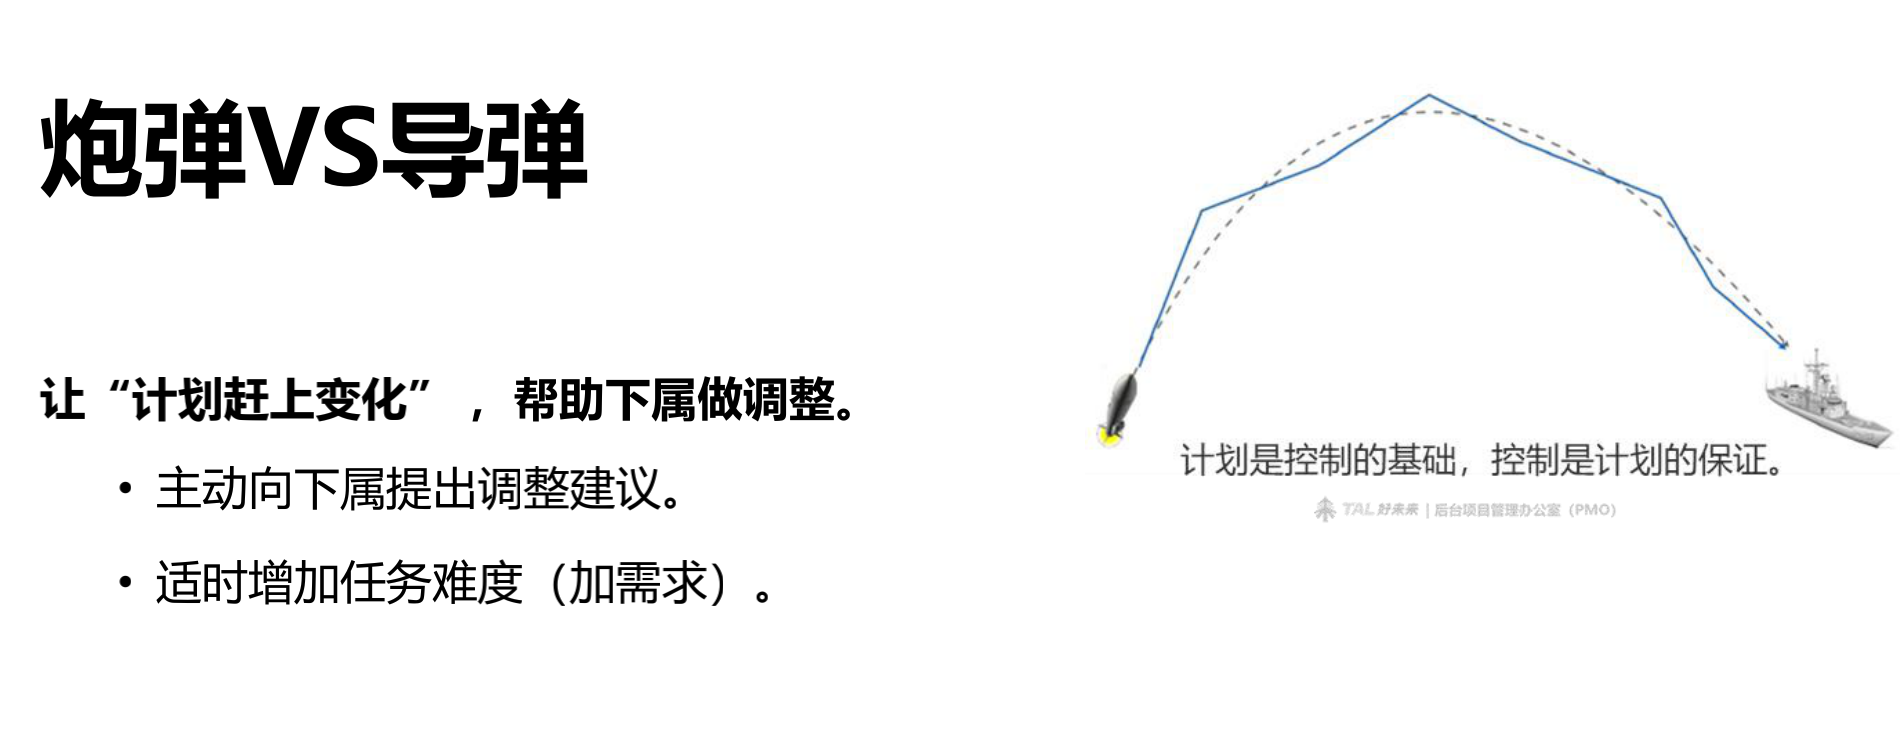 炮弹VS导弹
让“计划赶上变化”，帮助下属做调整。
• 主动向下属提出调整建议。
• 适时增加任务难度（加需求）。
计划是控制的基础，控制是计划的保证。
TAL 好未来 | 后台项目管理办公室（PMO）